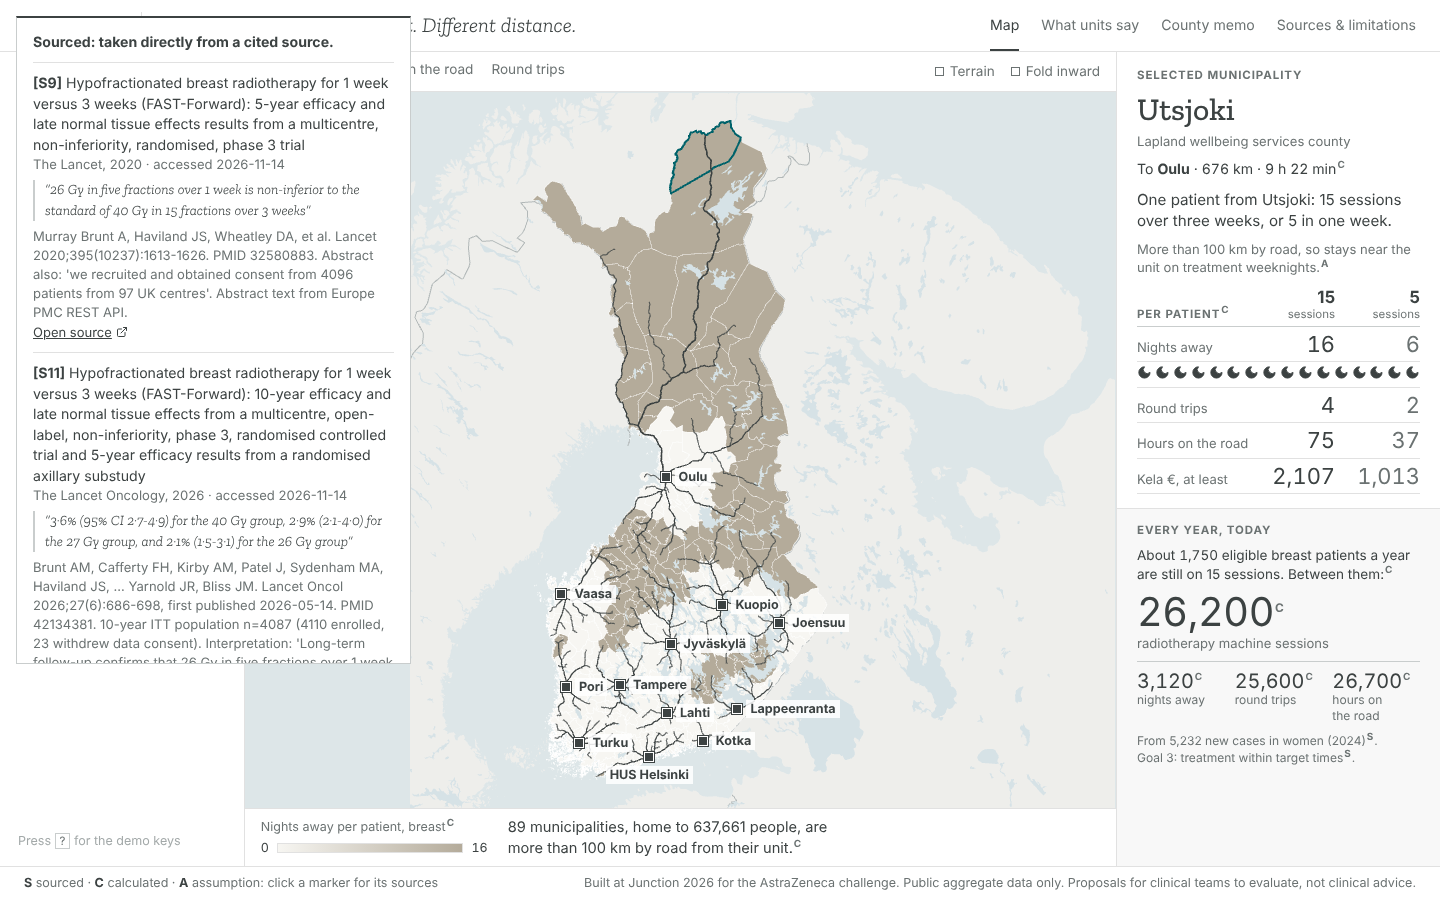 Sourced: taken directly from a cited source.
[S9] Hypofractionated breast radiotherapy for 1 week
versus 3 weeks (FAST-Forward): 5-year efficacy and
late normal tissue effects results from a multicentre,
non-inferiority, randomised, phase 3 trial
The Lancet, 2020 · accessed 2026-11-14
"26 Gy in five fractions over 1 week is non-inferior to the
standard of 40 Gy in 15 fractions over 3 weeks"
Murray Brunt A, Haviland JS, Wheatley DA, et al. Lancet
2020;395(10237):1613-1626. PMID 32580883. Abstract
also: 'we recruited and obtained consent from 4096
patients from 97 UK centres'. Abstract text from Europe
PMC REST API.
Open source
[S11] Hypofractionated breast radiotherapy for 1 week
versus 3 weeks (FAST-Forward): 10-year efficacy and
late normal tissue effects from a multicentre, open-
label, non-inferiority, phase 3, randomised controlled
trial and 5-year efficacy results from a randomised
axillary substudy
The Lancet Oncology, 2026 · accessed 2026-11-14
"3·6% (95% CI 2·7-4·9) for the 40 Gy group, 2·9% (2·1-4·0) for
the 27 Gy group, and 2·1% (1·5-3·1) for the 26 Gy group"
Brunt AM, Cafferty FH, Kirby AM, Patel J, Sydenham MA,
Haviland JS, ... Yarnold JR, Bliss JM. Lancet Oncol
2026;27(6):686-698, first published 2026-05-14. PMID
42134381. 10-year ITT population n=4087 (4110 enrolled,
23 withdrew data consent). Interpretation: 'Long-term
follow-up confirms that 26 Gy in five fractions over 1 week
Press ? for the demo keys
. Different distance.
Map What units say County memo Sources & limitations
n the road Round trips
Terrain Fold inward
Oulu
Vaasa
Kuopio
Joensuu
Jyväskylä
Pori
Tampere
Lappeenranta
Lahti
Turku
Kotka
HUS Helsinki
Nights away per patient, breast C
0 16
89 municipalities, home to 637,661 people, are
more than 100 km by road from their unit. C
SELECTED MUNICIPALITY
Utsjoki
Lapland wellbeing services county
To Oulu · 676 km · 9 h 22 min C
One patient from Utsjoki: 15 sessions
over three weeks, or 5 in one week.
More than 100 km by road, so stays near the
unit on treatment weeknights. A
PER PATIENT C 15 sessions 5 sessions
Nights away 16 6
Round trips 4 2
Hours on the road 75 37
Kela €, at least 2,107 1,013
EVERY YEAR, TODAY
About 1,750 eligible breast patients a year
are still on 15 sessions. Between them: C
26,200 C
radiotherapy machine sessions
3,120 C 25,600 C 26,700 C
nights away round trips hours on
the road
From 5,232 new cases in women (2024) S.
Goal 3: treatment within target times S.
S sourced · C calculated · A assumption: click a marker for its sources
Built at Junction 2026 for the AstraZeneca challenge. Public aggregate data only. Proposals for clinical teams to evaluate, not clinical advice.